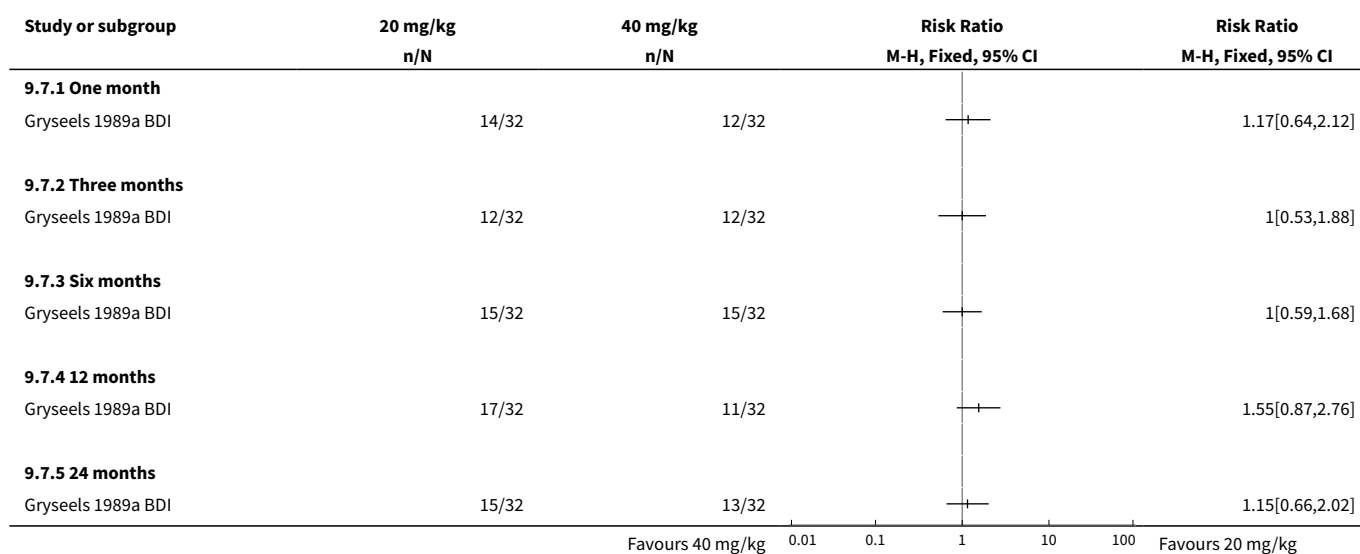 Study or subgroup 20 mg/kg 40 mg/kg Risk Ratio Risk Ratio
n/N n/N M-H, Fixed, 95% CI M-H, Fixed, 95% CI
9.7.1 One month
Gryseels 1989a BDI 14/32 12/32 1.17[0.64,2.12]
9.7.2 Three months
Gryseels 1989a BDI 12/32 12/32 1[0.53,1.88]
9.7.3 Six months
Gryseels 1989a BDI 15/32 15/32 1[0.59,1.68]
9.7.4 12 months
Gryseels 1989a BDI 17/32 11/32 1.55[0.87,2.76]
9.7.5 24 months
Gryseels 1989a BDI 15/32 13/32 1.15[0.66,2.02]
Favours 40 mg/kg 0.01 0.1 1 10 100 Favours 20 mg/kg